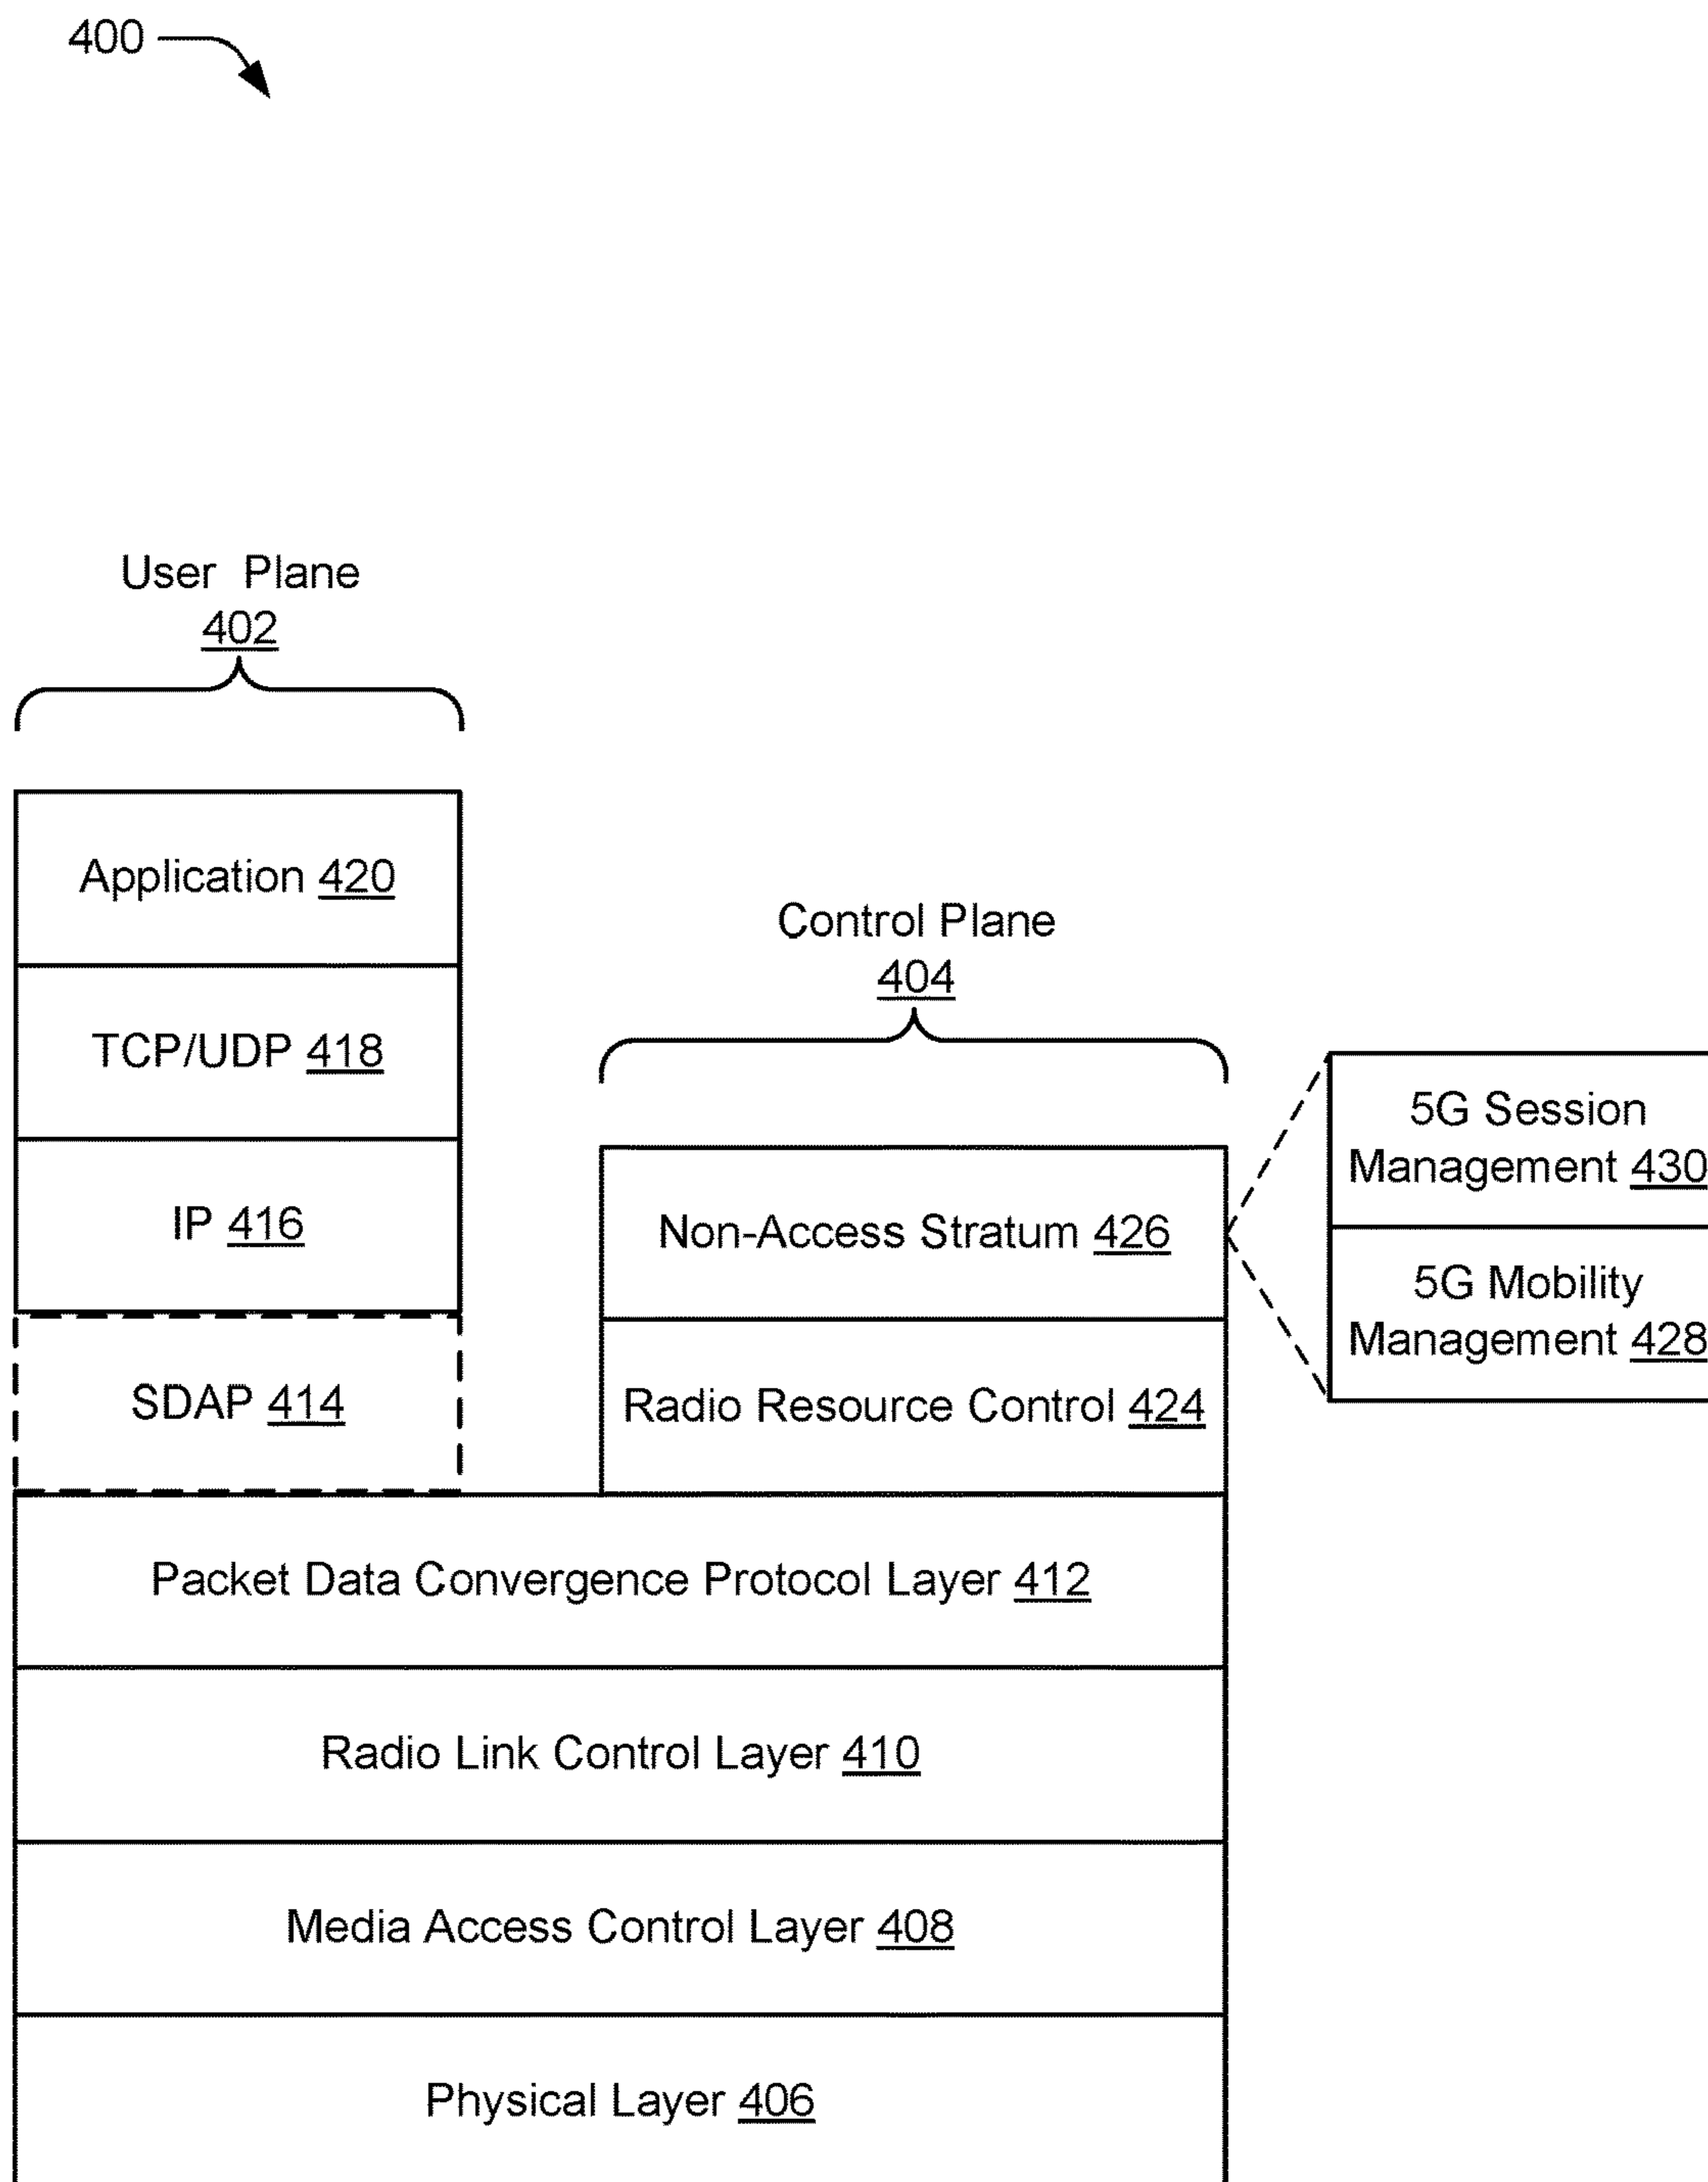 400
User Plane
402
Application 420
TCP/UDP 418
IP 416
SDAP 414
Control Plane
404
Non-Access Stratum 426
Radio Resource Control 424
5G Session
Management 430
5G Mobility
Management 428
Packet Data Convergence Protocol Layer 412
Radio Link Control Layer 410
Media Access Control Layer 408
Physical Layer 406